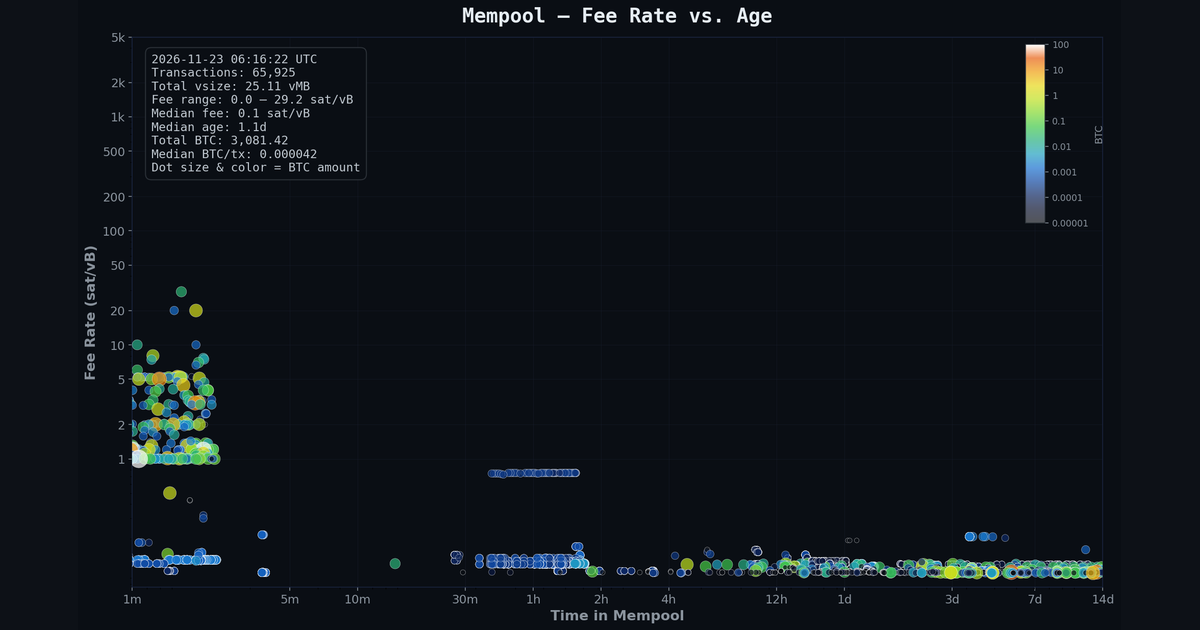 Mempool — Fee Rate vs. Age
2026-11-23 06:16:22 UTC
Transactions: 65,925
Total vsize: 25.11 vMB
Fee range: 0.0 — 29.2 sat/vB
Median fee: 0.1 sat/vB
Median age: 1.1d
Total BTC: 3,081.42
Median BTC/tx: 0.000042
Dot size & color = BTC amount
100
10
1
0.1
0.01
0.001
0.0001
0.00001
BTC
Fee Rate (sat/vB)
5k
2k
1k
500
200
100
50
20
10
5
2
1
1m 5m 10m 30m 1h 2h 4h 12h 1d 3d 7d 14d
Time in Mempool